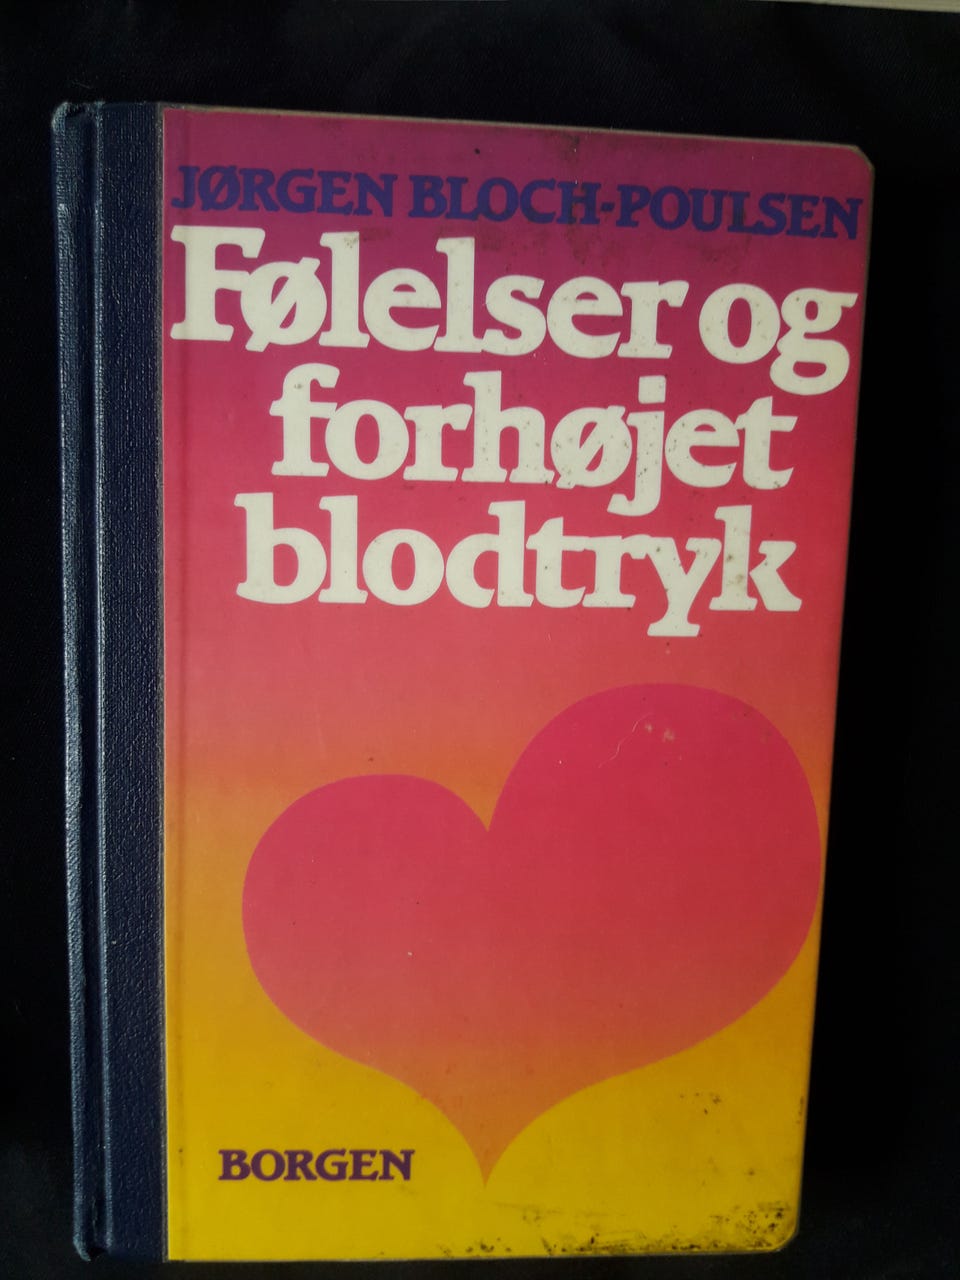 JØRGEN BLOCH-POULSEN
Følelser og
forhøjet
blodtryk
BORGEN